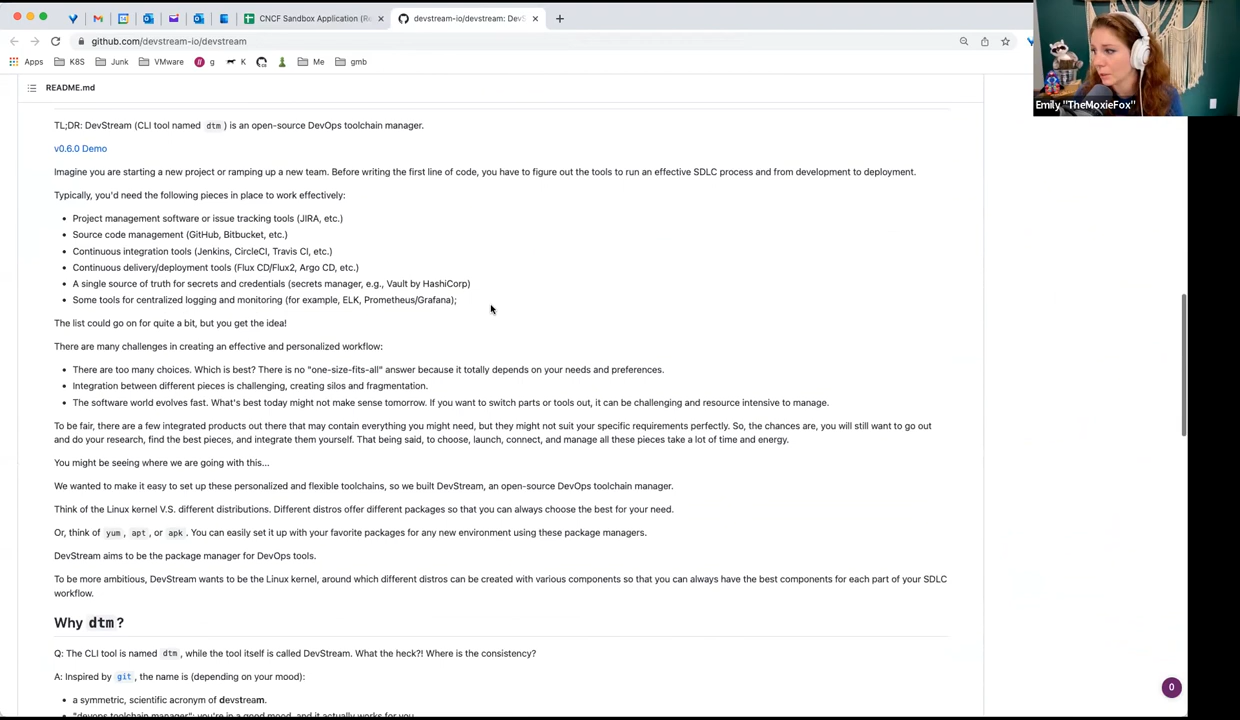 CNCF Sandbox Application (Re
devstream-io/devstream: DevS
github.com/devstream-io/devstream
Apps K8S Junk VMware g K Me gmb
Emily "TheMoxieFox"
README.md
TL;DR: DevStream (CLI tool named dtm ) is an open-source DevOps toolchain manager.
v0.6.0 Demo
Imagine you are starting a new project or ramping up a new team. Before writing the first line of code, you have to figure out the tools to run an effective SDLC process and from development to deployment.
Typically, you'd need the following pieces in place to work effectively:
• Project management software or issue tracking tools (JIRA, etc.)
• Source code management (GitHub, Bitbucket, etc.)
• Continuous integration tools (Jenkins, CircleCI, Travis CI, etc.)
• Continuous delivery/deployment tools (Flux CD/Flux2, Argo CD, etc.)
• A single source of truth for secrets and credentials (secrets manager, e.g., Vault by HashiCorp)
• Some tools for centralized logging and monitoring (for example, ELK, Prometheus/Grafana);
The list could go on for quite a bit, but you get the idea!
There are many challenges in creating an effective and personalized workflow:
• There are too many choices. Which is best? There is no "one-size-fits-all" answer because it totally depends on your needs and preferences.
• Integration between different pieces is challenging, creating silos and fragmentation.
• The software world evolves fast. What's best today might not make sense tomorrow. If you want to switch parts or tools out, it can be challenging and resource intensive to manage.
To be fair, there are a few integrated products out there that may contain everything you might need, but they might not suit your specific requirements perfectly. So, the chances are, you will still want to go out
and do your research, find the best pieces, and integrate them yourself. That being said, to choose, launch, connect, and manage all these pieces take a lot of time and energy.
You might be seeing where we are going with this...
We wanted to make it easy to set up these personalized and flexible toolchains, so we built DevStream, an open-source DevOps toolchain manager.
Think of the Linux kernel V.S. different distributions. Different distros offer different packages so that you can always choose the best for your need.
Or, think of yum , apt , or apk . You can easily set it up with your favorite packages for any new environment using these package managers.
DevStream aims to be the package manager for DevOps tools.
To be more ambitious, DevStream wants to be the Linux kernel, around which different distros can be created with various components so that you can always have the best components for each part of your SDLC
workflow.
Why dtm ?
Q: The CLI tool is named dtm , while the tool itself is called DevStream. What the heck?! Where is the consistency?
A: Inspired by git , the name is (depending on your mood):
• a symmetric, scientific acronym of devstream.
• "devops toolchain manager": you're in a good mood, and it actually works for you.
0